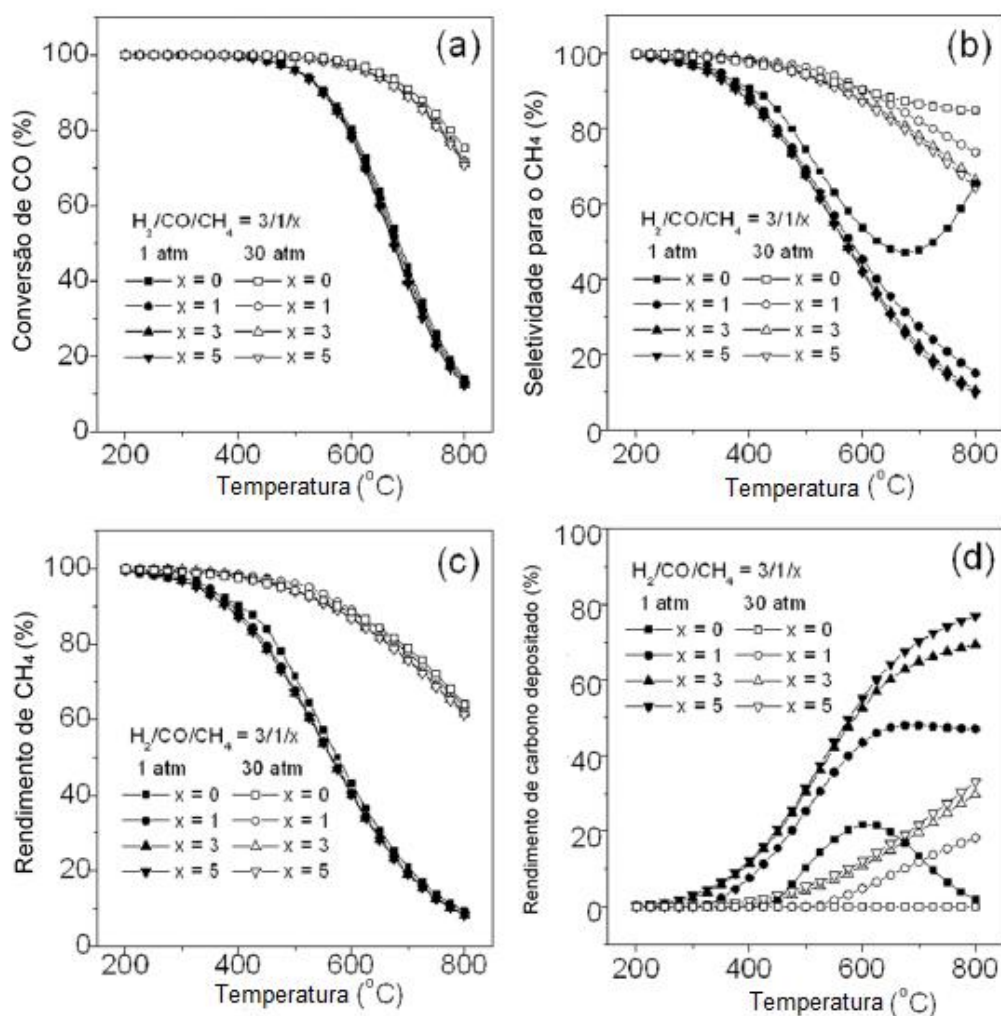 (a)
Conversão de CO (%)
100
80
60
40
20
0
H₂/CO/CH₄ = 3/1/x
1 atm 30 atm
x = 0 x = 0
x = 1 x = 1
x = 3 x = 3
x = 5 x = 5
200 400 600 800
Temperatura (°C)
(b)
Seletividade para o CH₄ (%)
100
80
60
40
20
0
H₂/CO/CH₄ = 3/1/x
1 atm 30 atm
x = 0 x = 0
x = 1 x = 1
x = 3 x = 3
x = 5 x = 5
200 400 600 800
Temperatura (°C)
(c)
Rendimento de CH₄ (%)
100
80
60
40
20
0
H₂/CO/CH₄ = 3/1/x
1 atm 30 atm
x = 0 x = 0
x = 1 x = 1
x = 3 x = 3
x = 5 x = 5
200 400 600 800
Temperatura (°C)
(d)
Rendimento de carbono depositado (%)
100
80
60
40
20
0
H₂/CO/CH₄ = 3/1/x
1 atm 30 atm
x = 0 x = 0
x = 1 x = 1
x = 3 x = 3
x = 5 x = 5
200 400 600 800
Temperatura (°C)